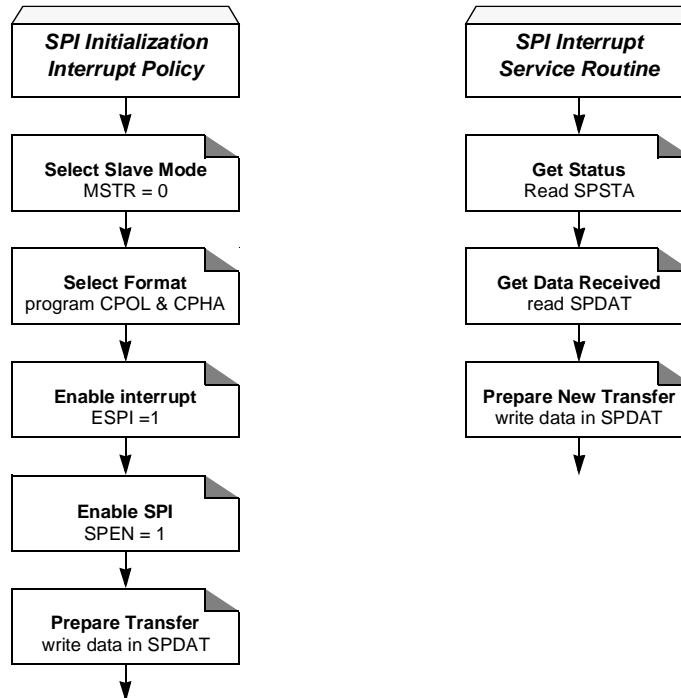 SPI Initialization
Interrupt Policy
Select Slave Mode
MSTR = 0
Select Format
program CPOL & CPHA
Enable interrupt
ESPI =1
Enable SPI
SPEN = 1
Prepare Transfer
write data in SPDAT
SPI Interrupt
Service Routine
Get Status
Read SPSTA
Get Data Received
read SPDAT
Prepare New Transfer
write data in SPDAT